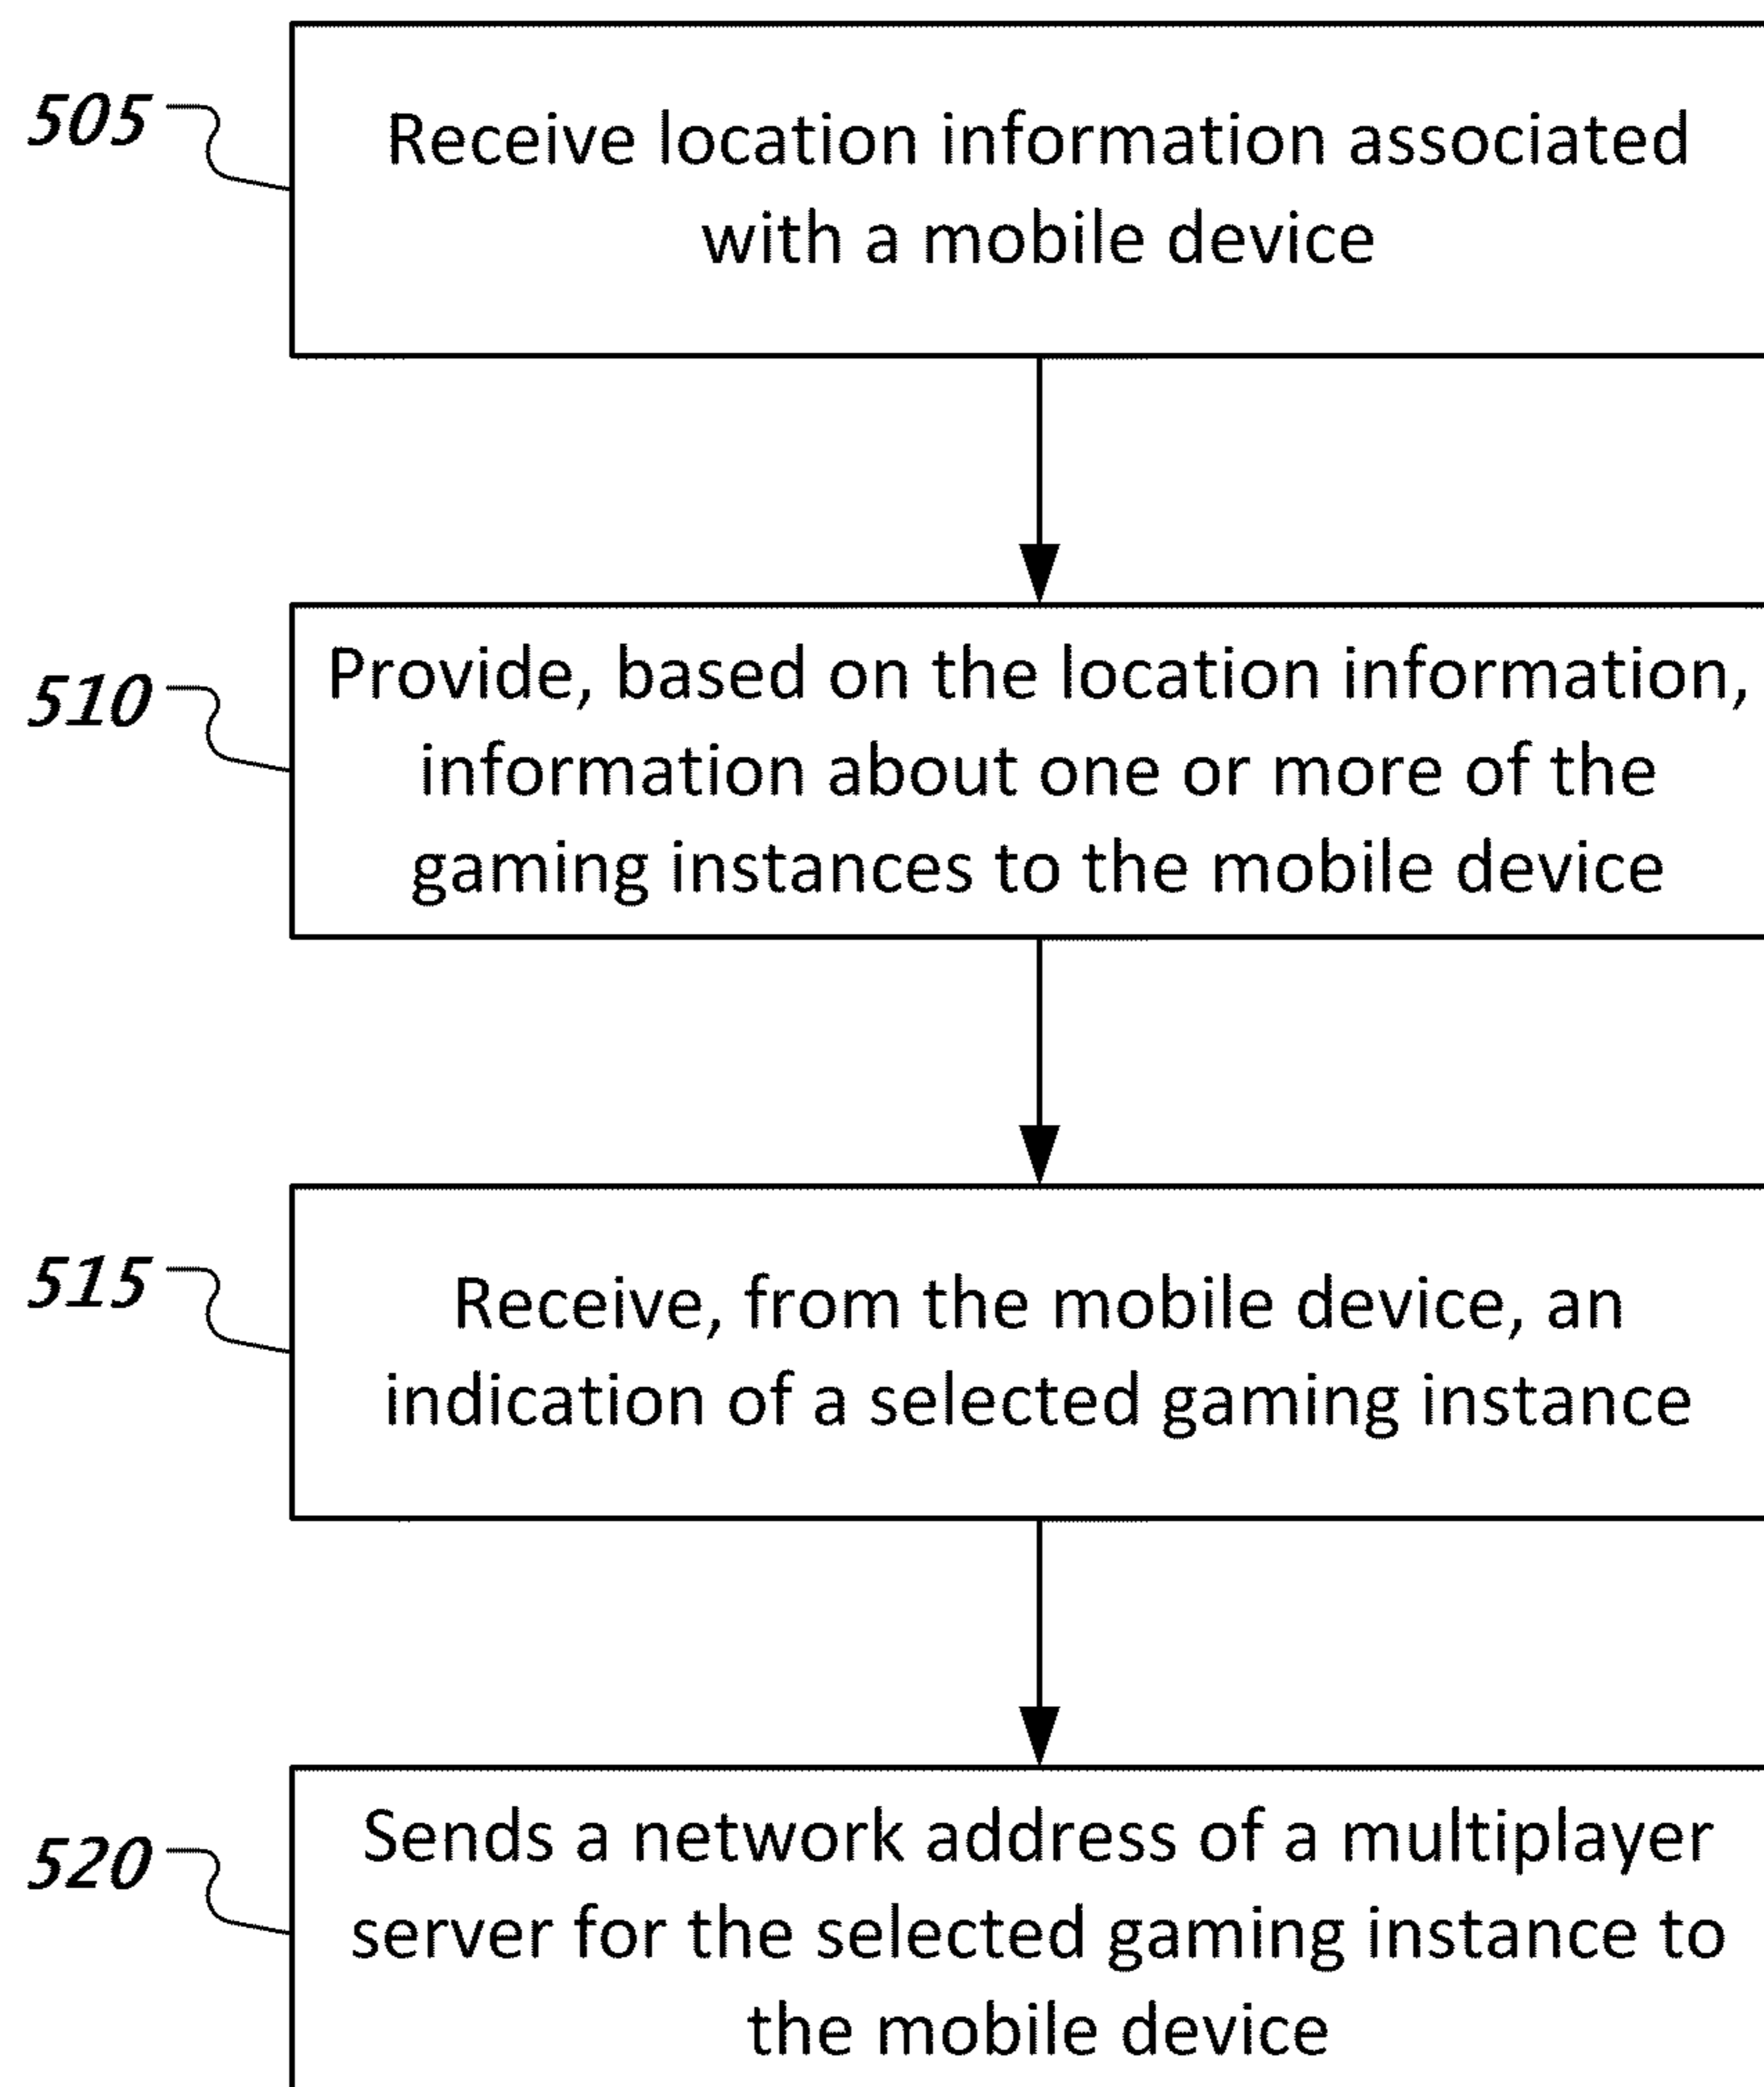 505
Receive location information associated
with a mobile device
510
Provide, based on the location information,
information about one or more of the
gaming instances to the mobile device
515
Receive, from the mobile device, an
indication of a selected gaming instance
520
Sends a network address of a multiplayer
server for the selected gaming instance to
the mobile device